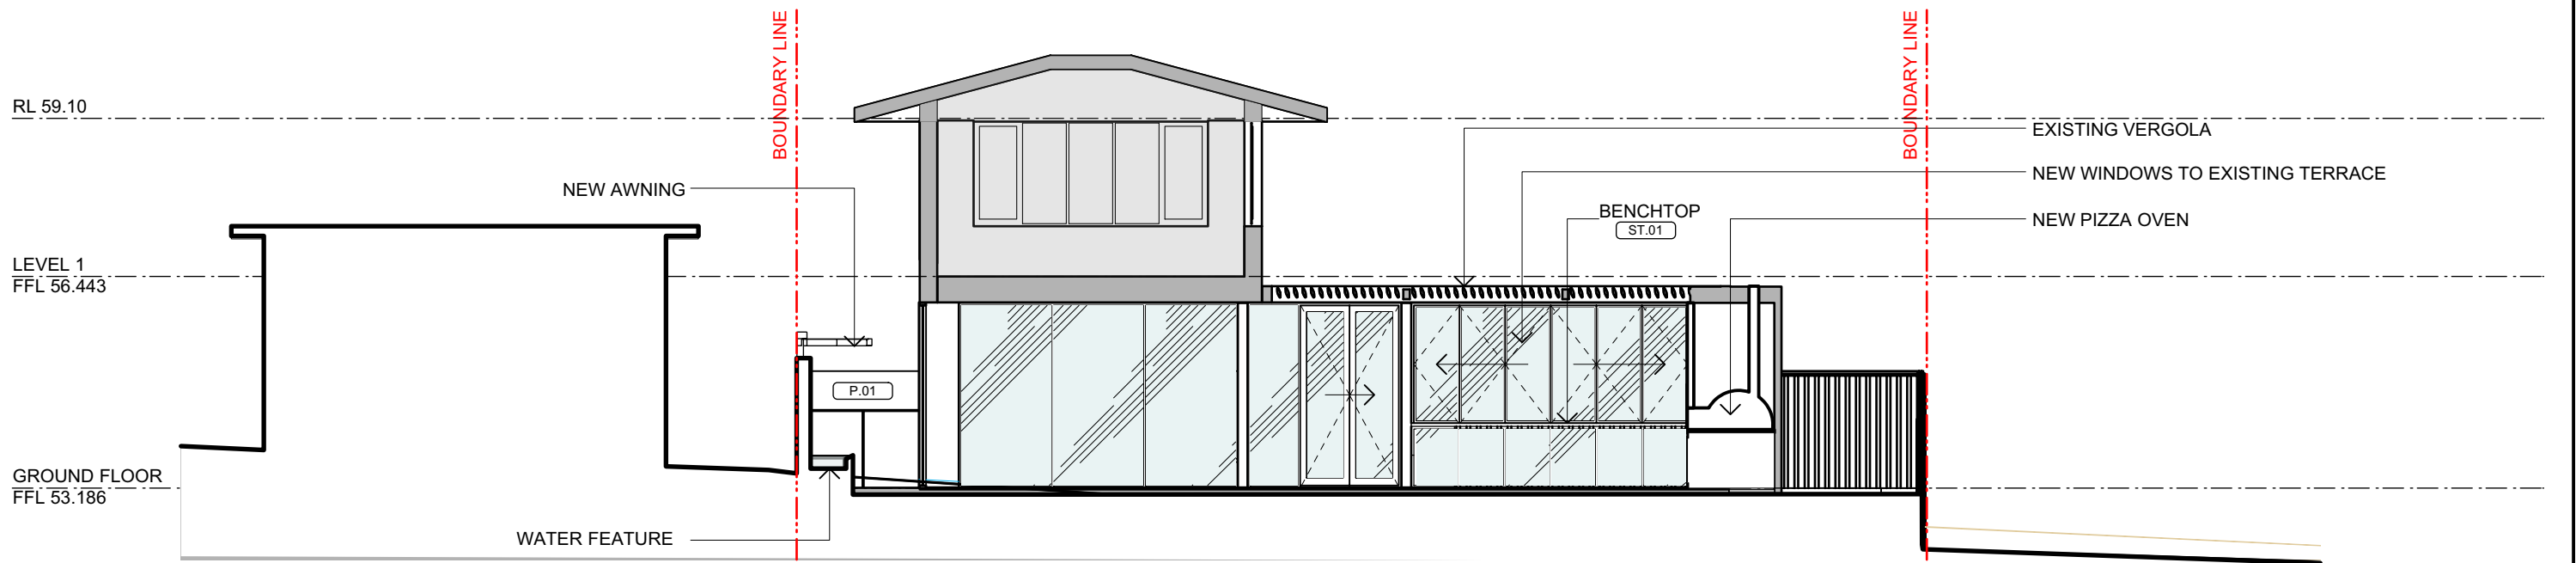 BOUNDARY LINE
BOUNDARY LINE
RL 59.10
EXISTING VERGOLA
NEW WINDOWS TO EXISTING TERRACE
NEW AWNING
BENCHTOP
ST.01
NEW PIZZA OVEN
LEVEL 1
FFL 56.443
P.01
GROUND FLOOR
FFL 53.186
WATER FEATURE